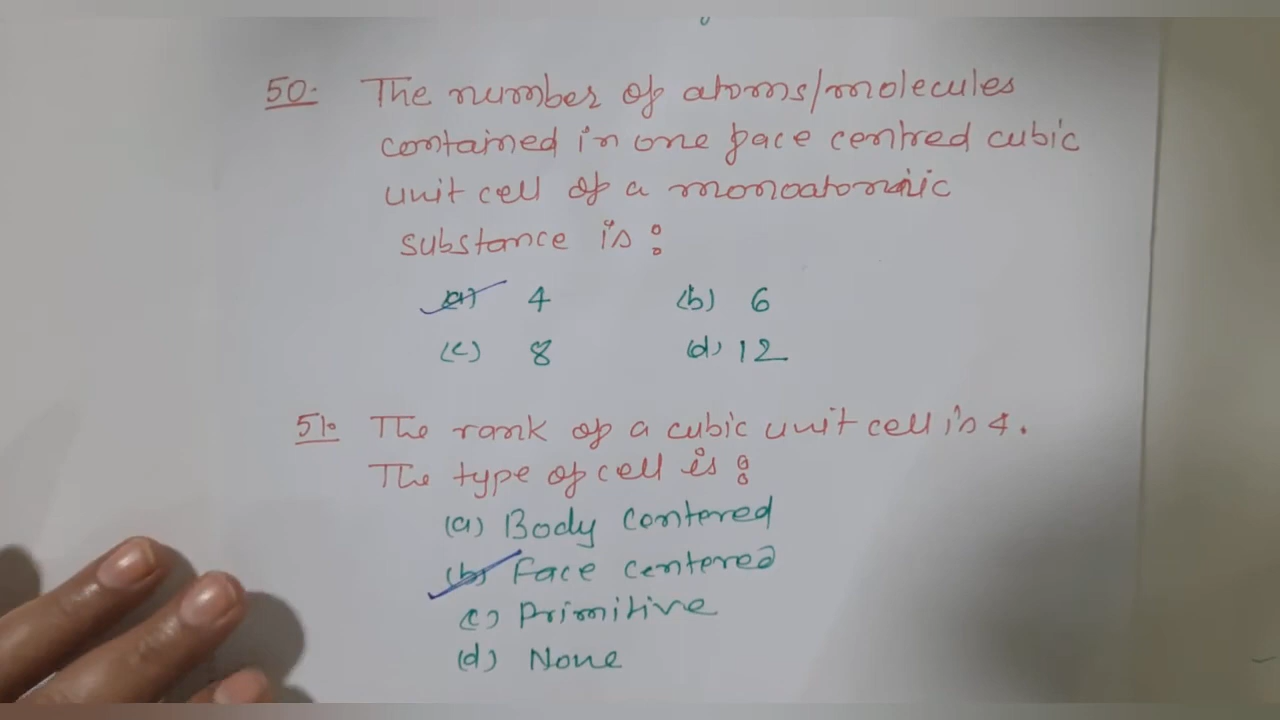 50. The number of atoms/molecules
contained in one face centred cubic
unit cell of a monoatomic
substance is :
(a) 4 (b) 6
(c) 8 (d) 12
51. The rank of a cubic unit cell is 4.
The type of cell is :
(a) Body Centered
(b) Face centered
(c) Primitive
(d) None